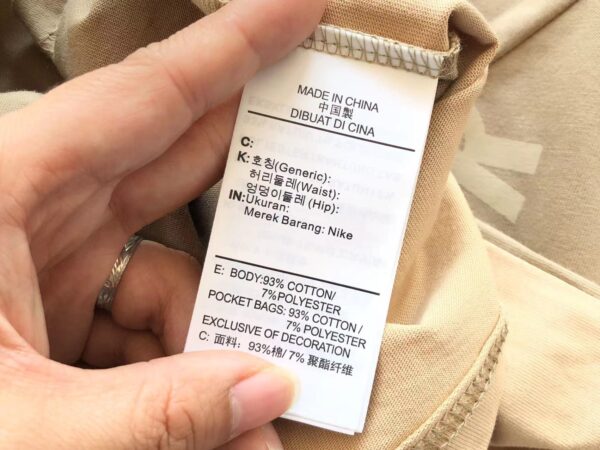 MADE IN CHINA
中国製
DIBUAT DI CINA
C:
K: 호칭(Generic):
허리둘레(Waist):
엉덩이둘레 (Hip):
IN:Ukuran:
Merek Barang: Nike
E: BODY:93% COTTON/
7%POLYESTER
POCKET BAGS: 93% COTTON /
7% POLYESTER
EXCLUSIVE OF DECORATION
C: 面料：93%棉/ 7% 聚酯纤维